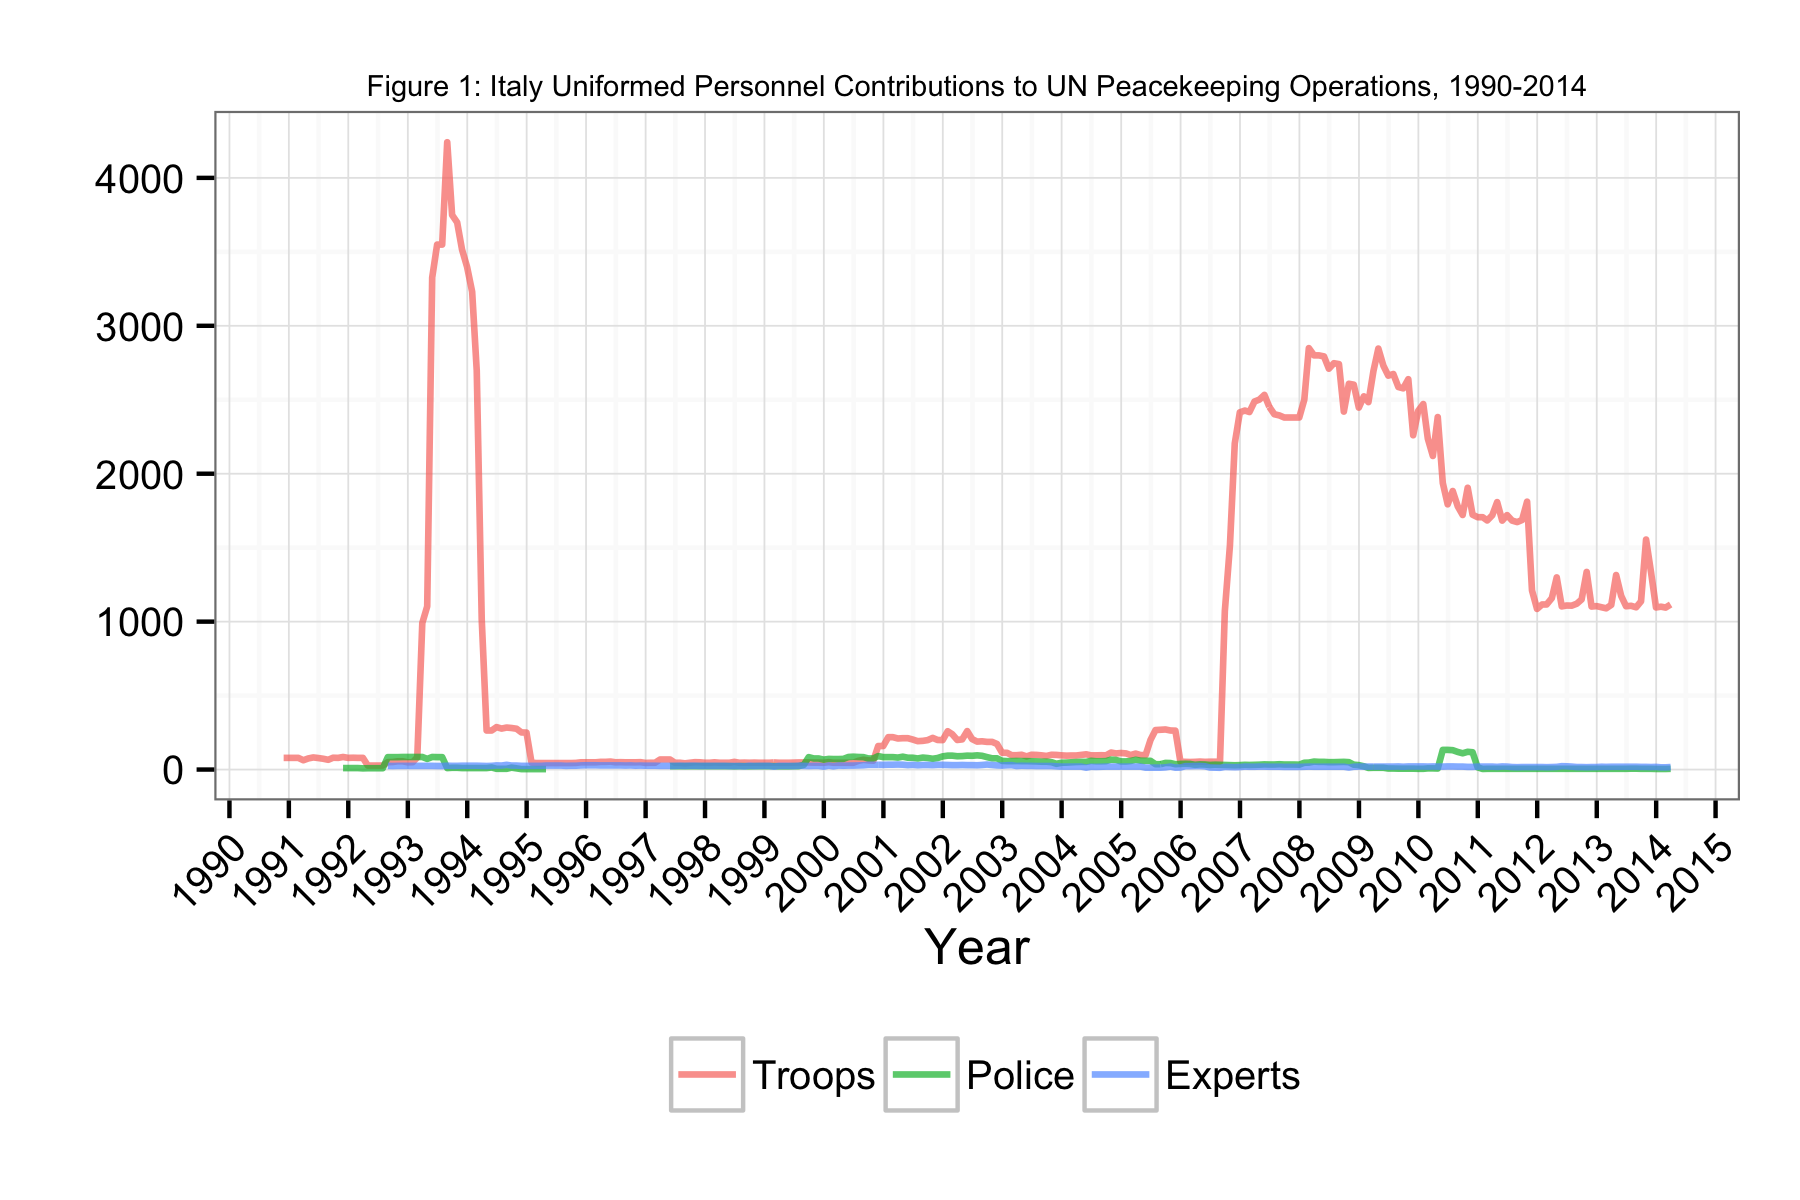 Figure 1: Italy Uniformed Personnel Contributions to UN Peacekeeping Operations, 1990-2014
4000
3000
2000
1000
0
1990 1991 1992 1993 1994 1995 1996 1997 1998 1999 2000 2001 2002 2003 2004 2005 2006 2007 2008 2009 2010 2011 2012 2013 2014 2015
Year
Troops Police Experts